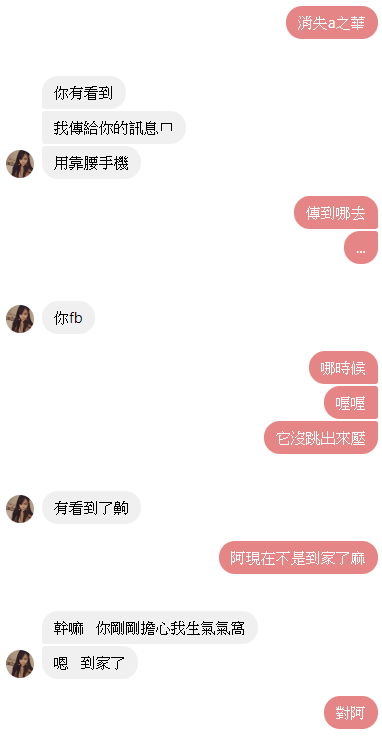 消失a之華
你有看到
我傳給你的訊息ㄇ
用靠腰手機
傳到哪去
...
你fb
哪時候
喔喔
它沒跳出來壓
有看到了齁
阿現在不是到家了麻
幹嘛 你剛剛擔心我生氣氣窩
嗯 到家了
對阿